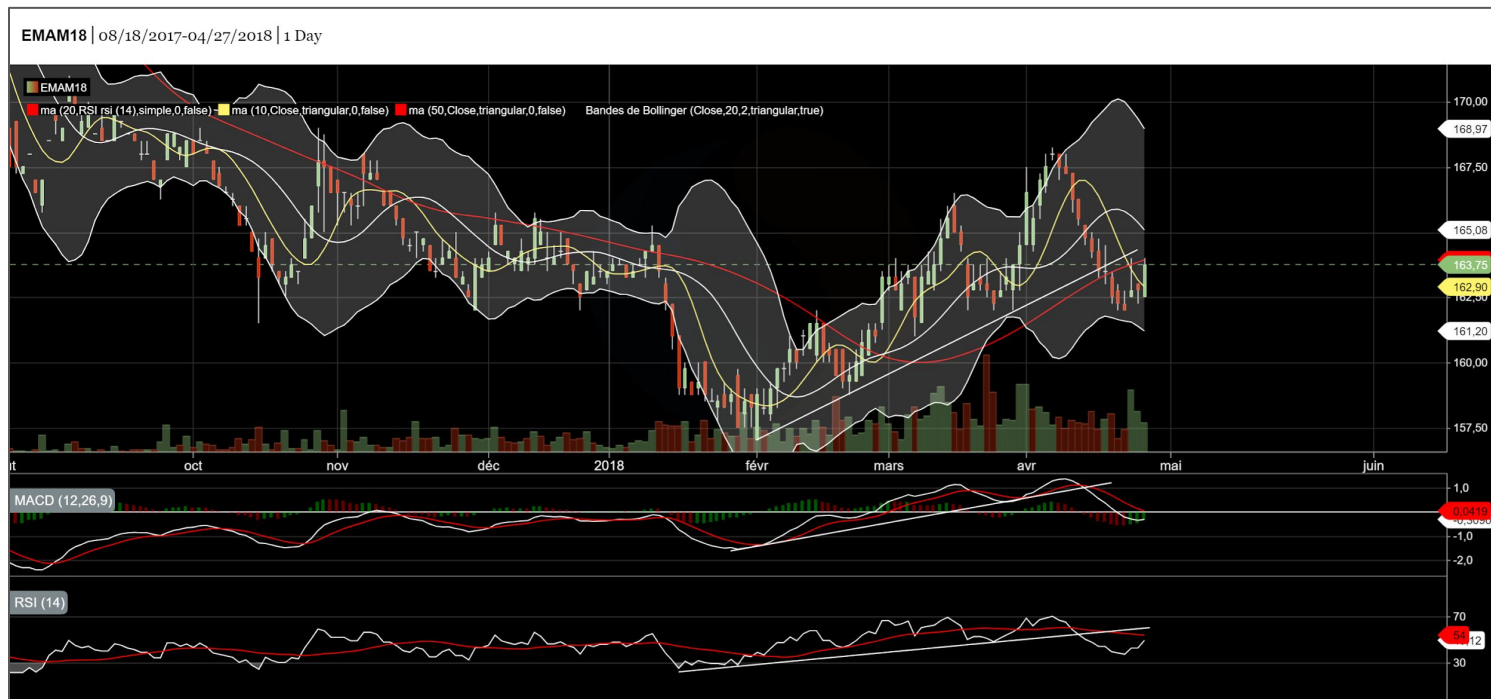 EMAM18 | 08/18/2017-04/27/2018 | 1 Day
EMAM18
ma (20,RSI rsi (14),simple,0,false) ma (10,Close,triangular,0,false) ma (50,Close,triangular,0,false) Bandes de Bollinger (Close,20,2,triangular,true)
170,00
168,97
167,50
165,08
163,75
162,90
162,50
161,20
160,00
157,50
oct nov déc 2018 févr mars avr mai juin
MACD (12,26,9)
1,0
0,0419
-1,0
-2,0
RSI (14)
70
54
30